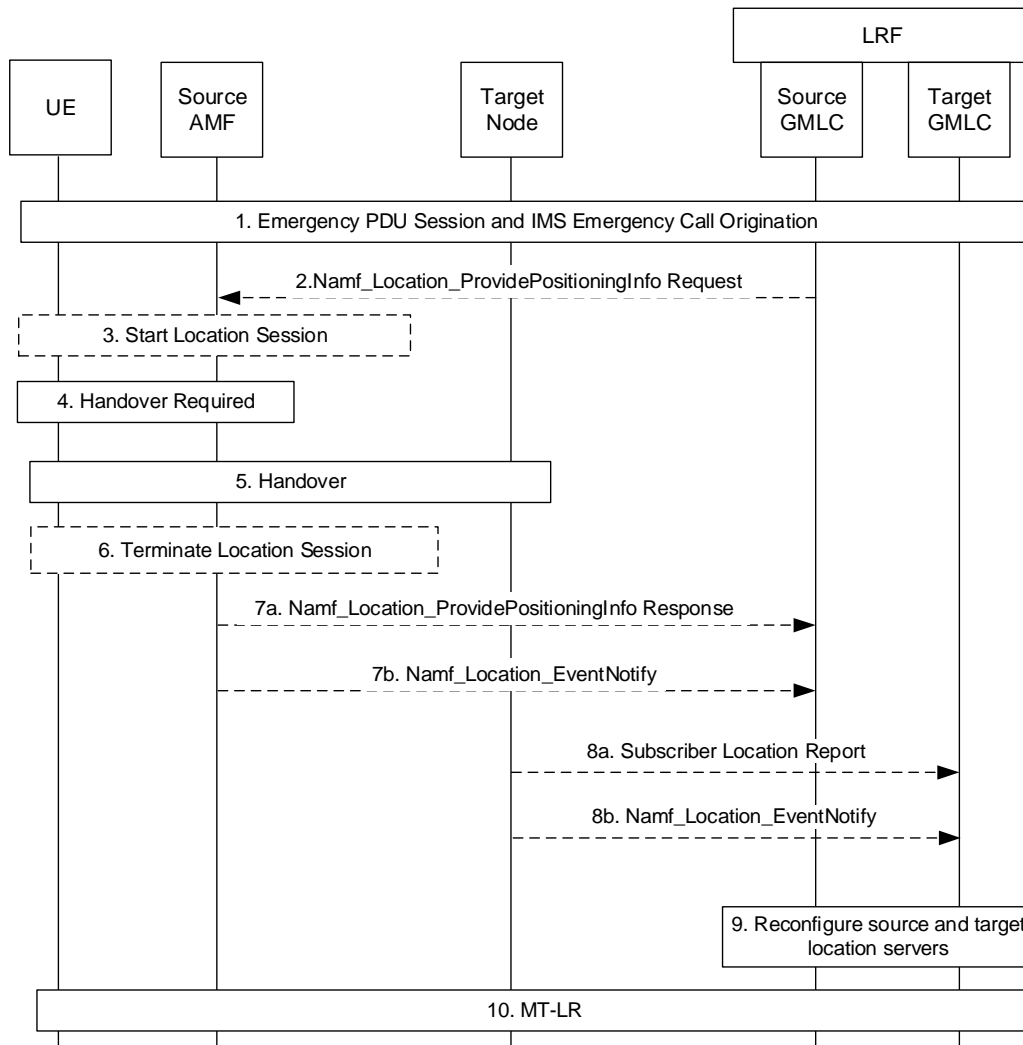 LRF
UE
Source
AMF
Target
Node
Source
GMLC
Target
GMLC
1. Emergency PDU Session and IMS Emergency Call Origination
2.Namf_Location_ProvidePositioningInfo Request
3. Start Location Session
4. Handover Required
5. Handover
6. Terminate Location Session
7a. Namf_Location_ProvidePositioningInfo Response
7b. Namf_Location_EventNotify
8a. Subscriber Location Report
8b. Namf_Location_EventNotify
9. Reconfigure source and target
location servers
10. MT-LR